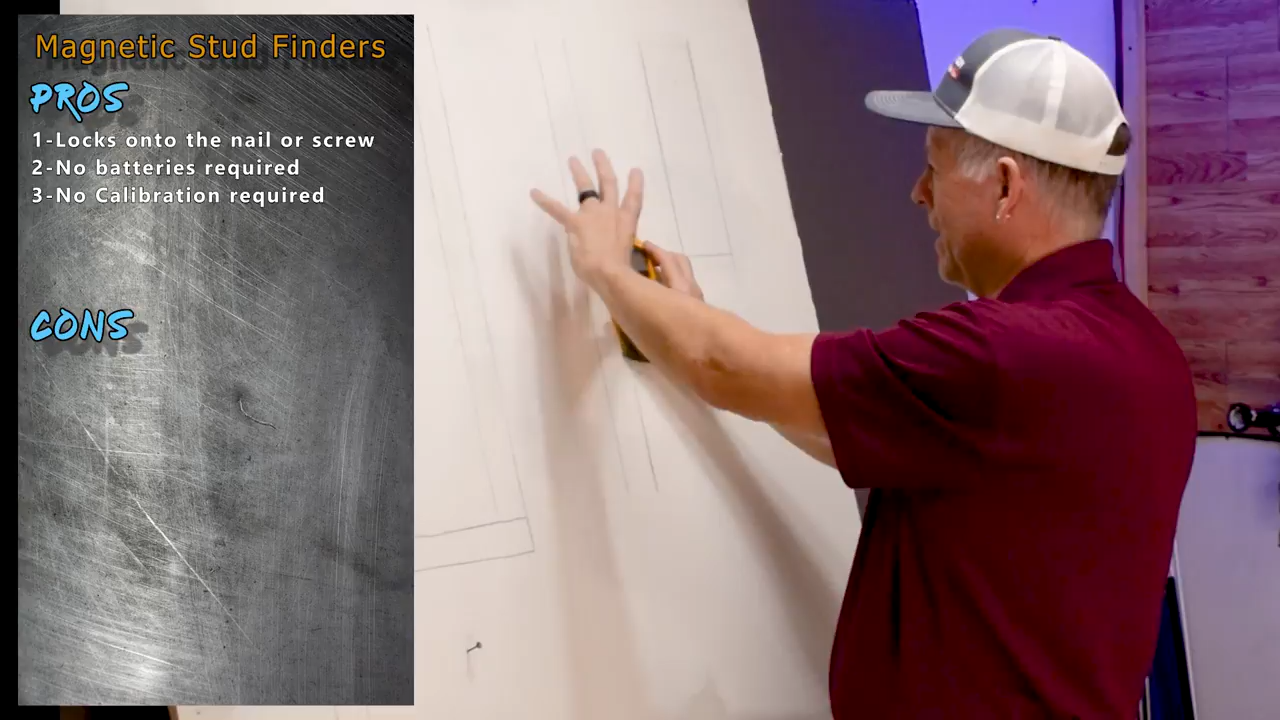 Magnetic Stud Finders
PROS
1-Locks onto the nail or screw
2-No batteries required
3-No Calibration required
CONS